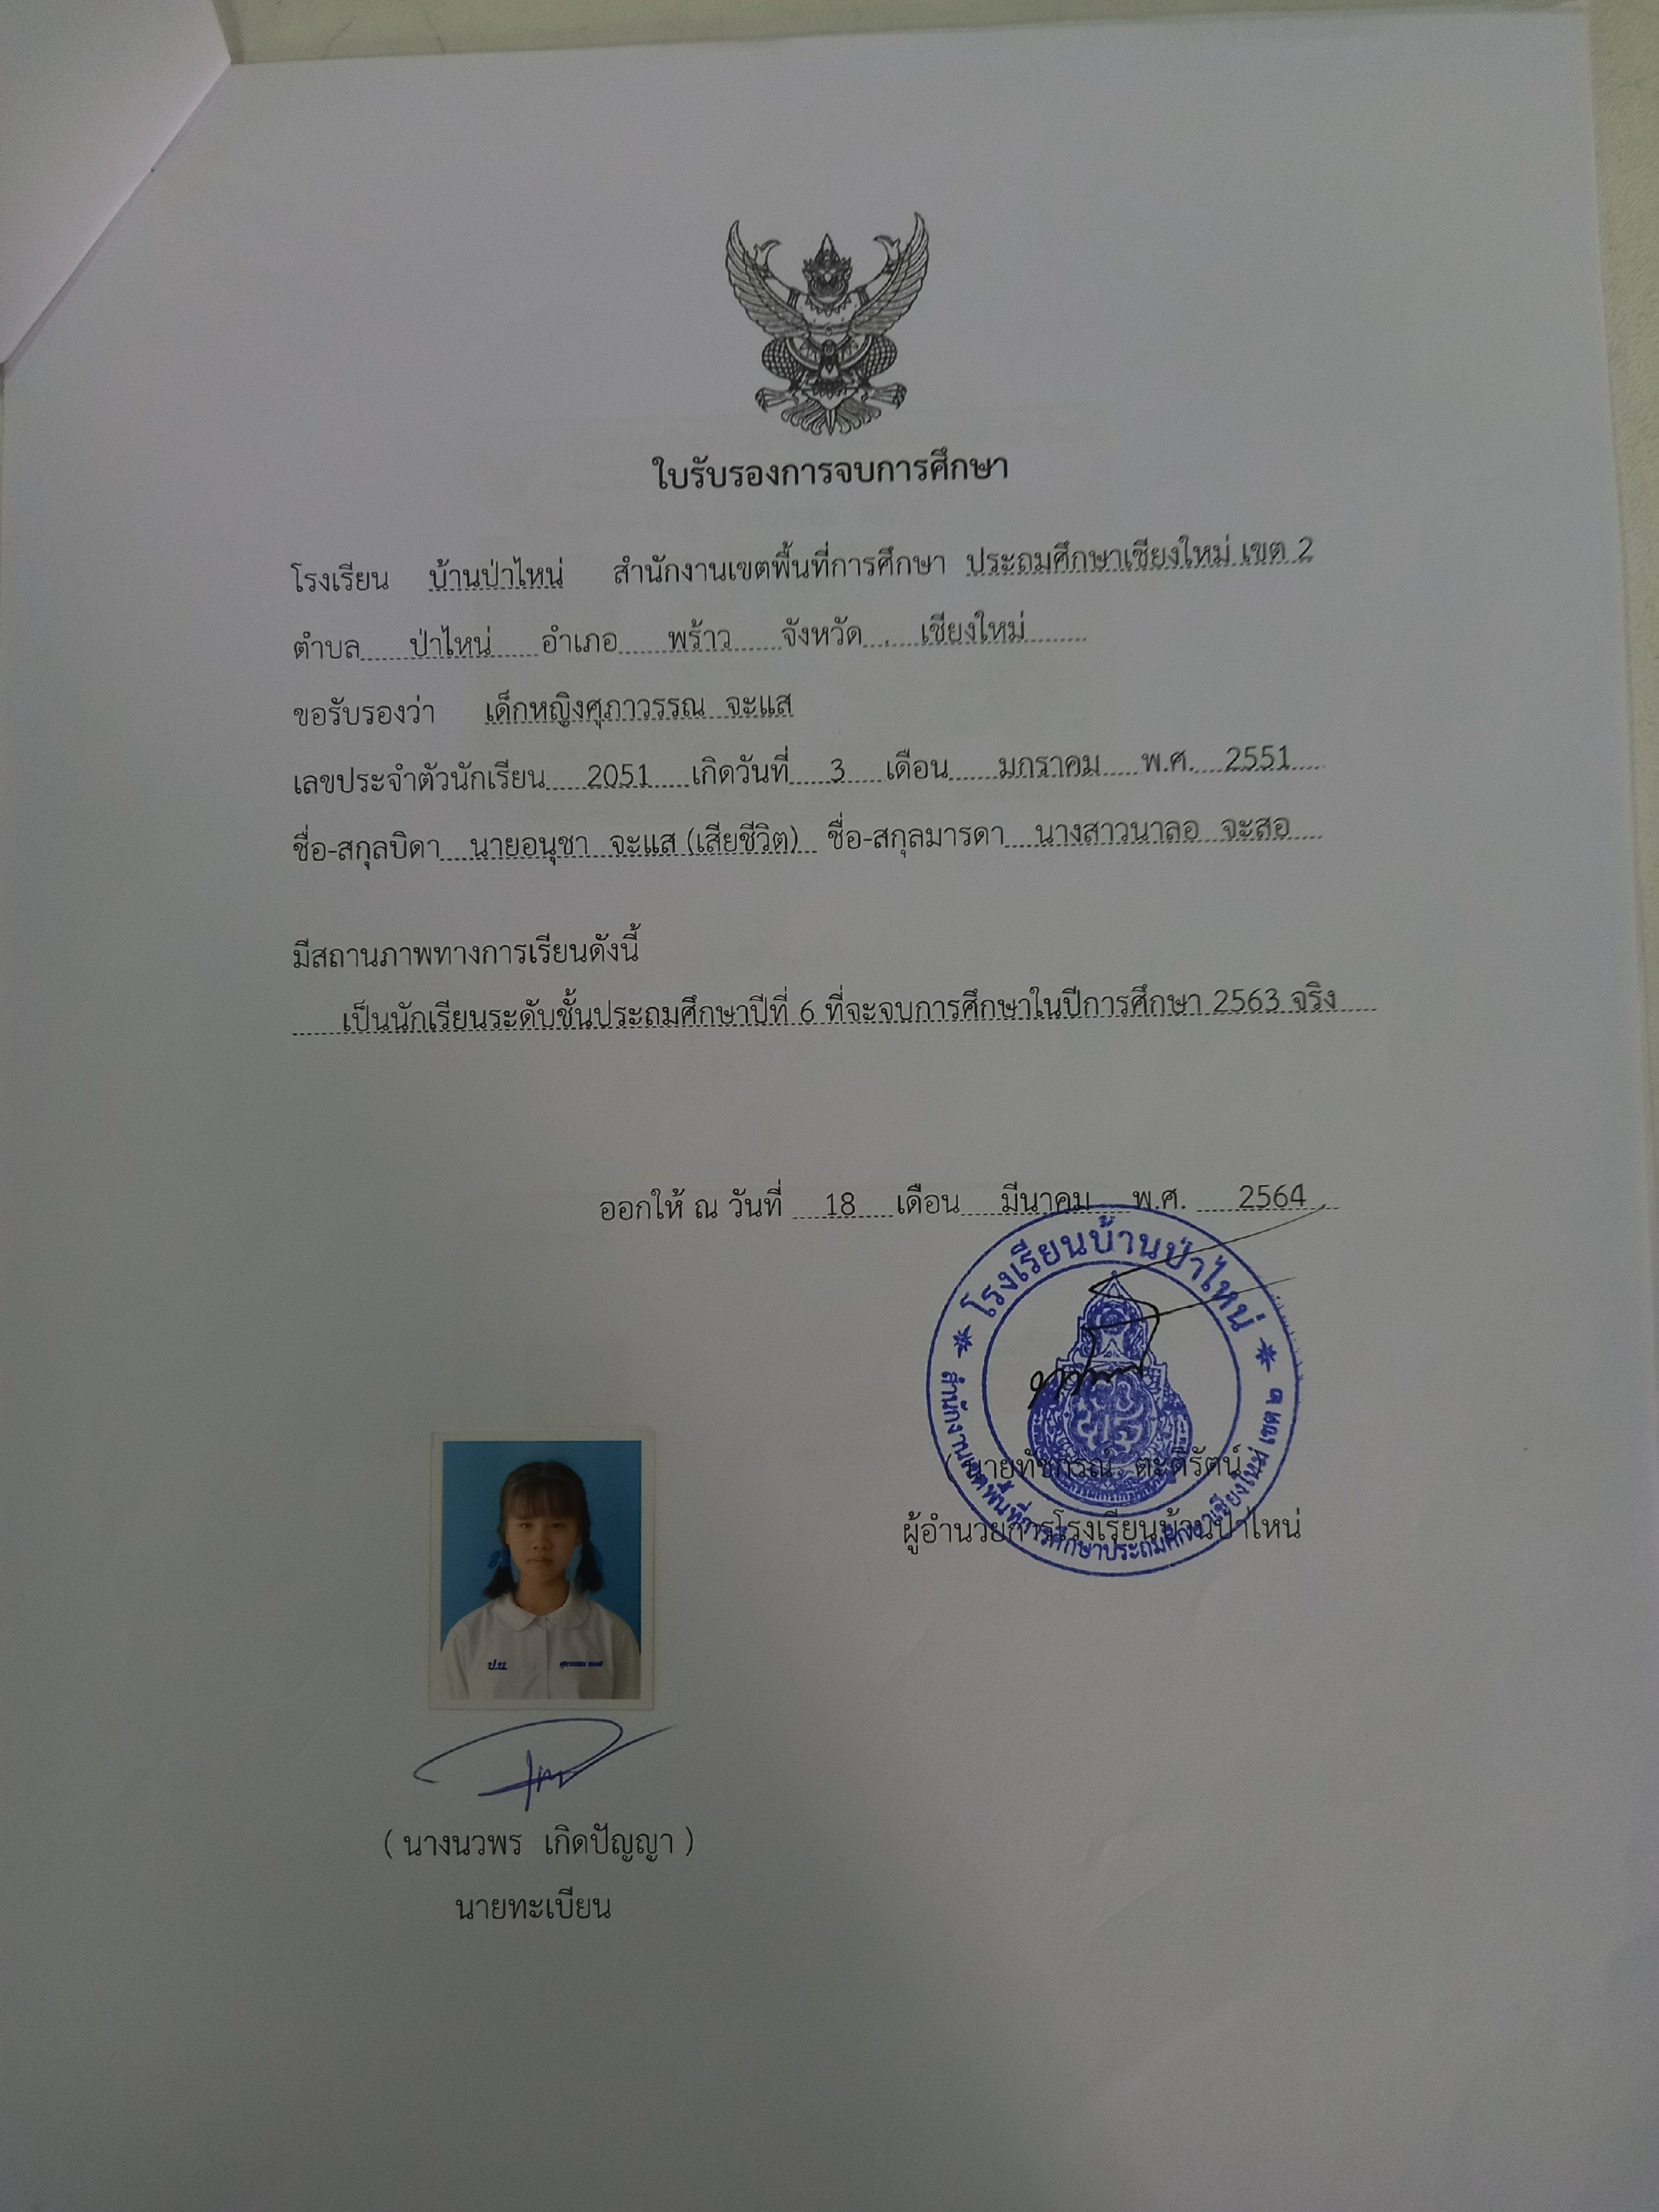 ใบรับรองการจบการศึกษา
โรงเรียน บ้านป่าไหน่ สำนักงานเขตพื้นที่การศึกษา ประถมศึกษาเชียงใหม่ เขต 2
ตำบล ป่าไหน่ อำเภอ พร้าว จังหวัด . เชียงใหม่
ขอรับรองว่า เด็กหญิงศุภาวรรณ จะแส
เลขประจำตัวนักเรียน 2051 เกิดวันที่ 3 เดือน มกราคม พ.ศ. 2551
ชื่อ-สกุลบิดา นายอนุชา จะแส (เสียชีวิต) ชื่อ-สกุลมารดา นางสาวนาลอ จะสอ
มีสถานภาพทางการเรียนดังนี้
เป็นนักเรียนระดับชั้นประถมศึกษาปีที่ 6 ที่จะจบการศึกษาในปีการศึกษา 2563 จริง
ออกให้ ณ วันที่ 18 เดือน มีนาคม พ.ศ. 2564
โรงเรียนบ้านป่าไหน่
สำนักงานเขตพื้นที่การศึกษาประถมศึกษาเชียงใหม่ เขต ๒
( นายทัชภรณ์
ผู้อำนวยการโรงเรียนบ้านป่าไหน่
ป.น.
( นางนวพร เกิดปัญญา )
นายทะเบียน